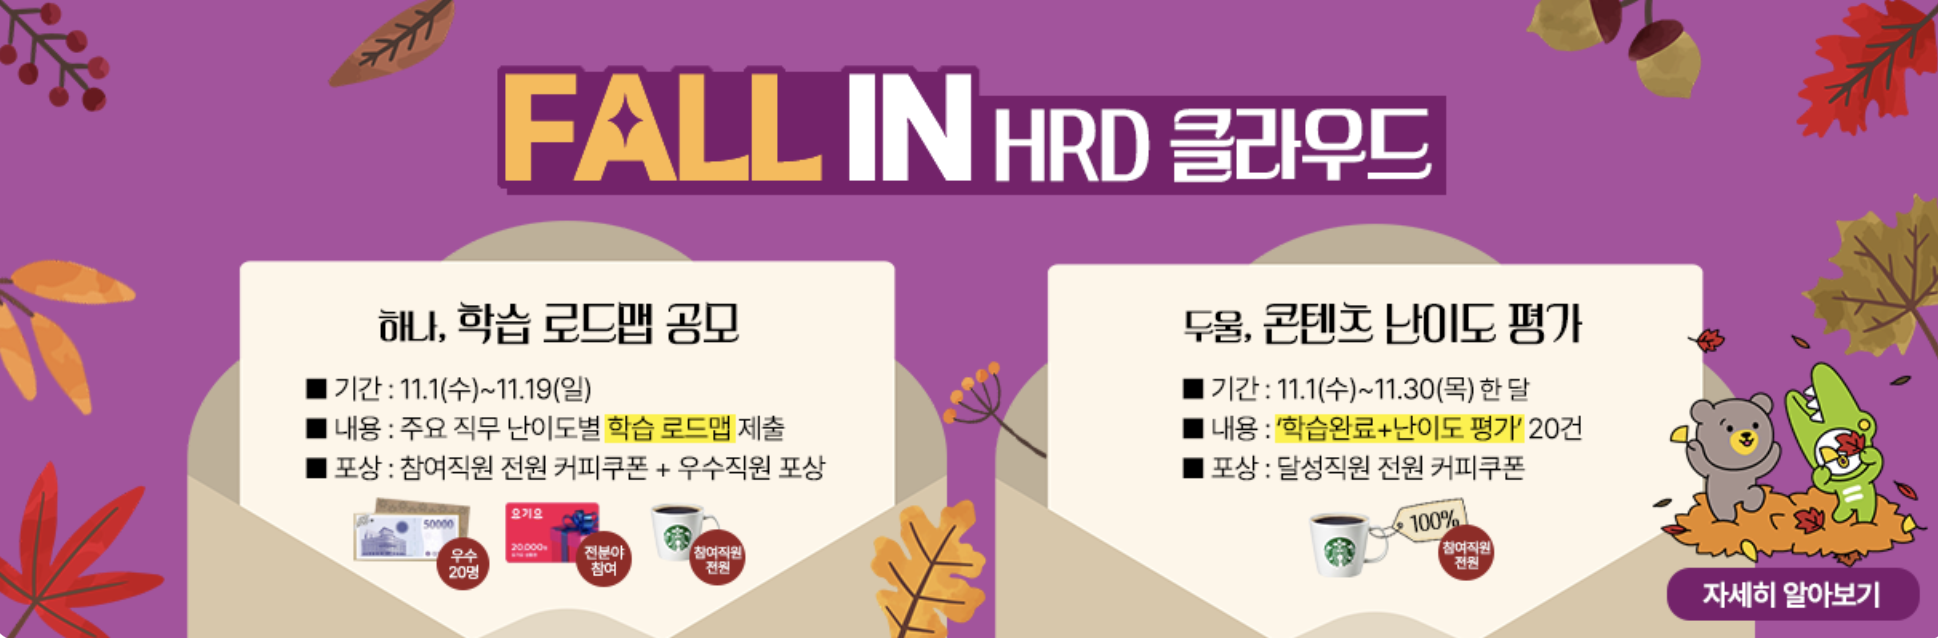 FALL IN HRD 클라우드
하나, 학습 로드맵 공모
■ 기간 : 11.1(수)~11.19(일)
■ 내용 : 주요 직무 난이도별 학습 로드맵 제출
■ 포상 : 참여직원 전원 커피쿠폰 + 우수직원 포상
50000
우수
20명
요기요
20,000
전분야
참여
참여직원
전원
두울, 콘텐츠 난이도 평가
■ 기간 : 11.1(수)~11.30(목) 한 달
■ 내용 : '학습완료+난이도 평가' 20건
■ 포상 : 달성직원 전원 커피쿠폰
100%
참여직원
전원
자세히 알아보기